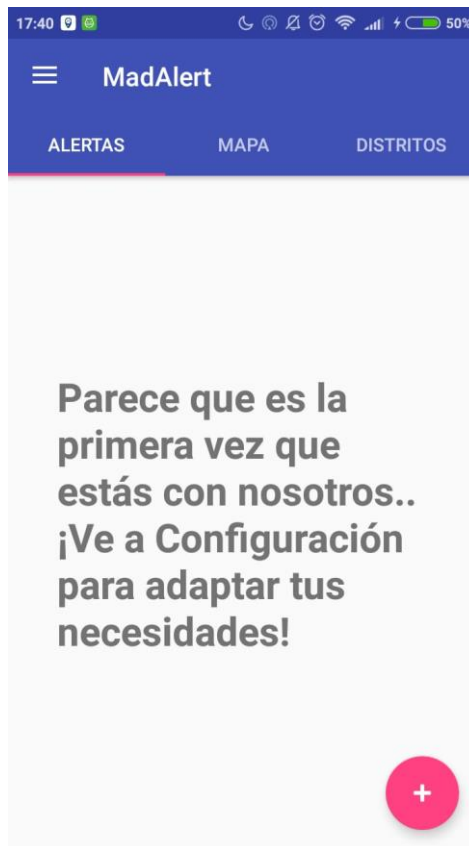 17:40 50%
MadAlert
ALERTAS MAPA DISTRITOS
Parece que es la
primera vez que
estás con nosotros..
¡Ve a Configuración
para adaptar tus
necesidades!
+